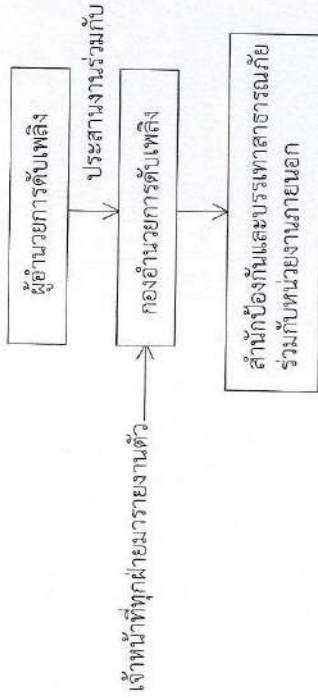 ผู้อำนวยการดับเพลิง
ประสานงานร่วมกับ
เจ้าหน้าที่ทุกฝ่ายมารายงานตัว
กองอำนวยการดับเพลิง
สำนักป้องกันและบรรเทาสาธารณภัย
ร่วมกับหน่วยงานภายนอก